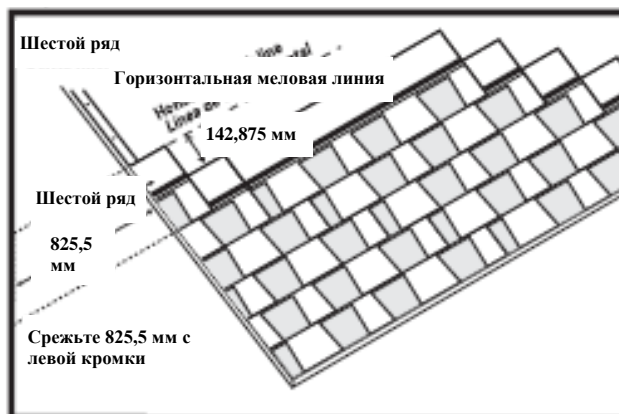 Шестой ряд
Горизонтальная меловая линия
142,875 мм
Шестой ряд
825,5
мм
Срежьте 825,5 мм с
левой кромки